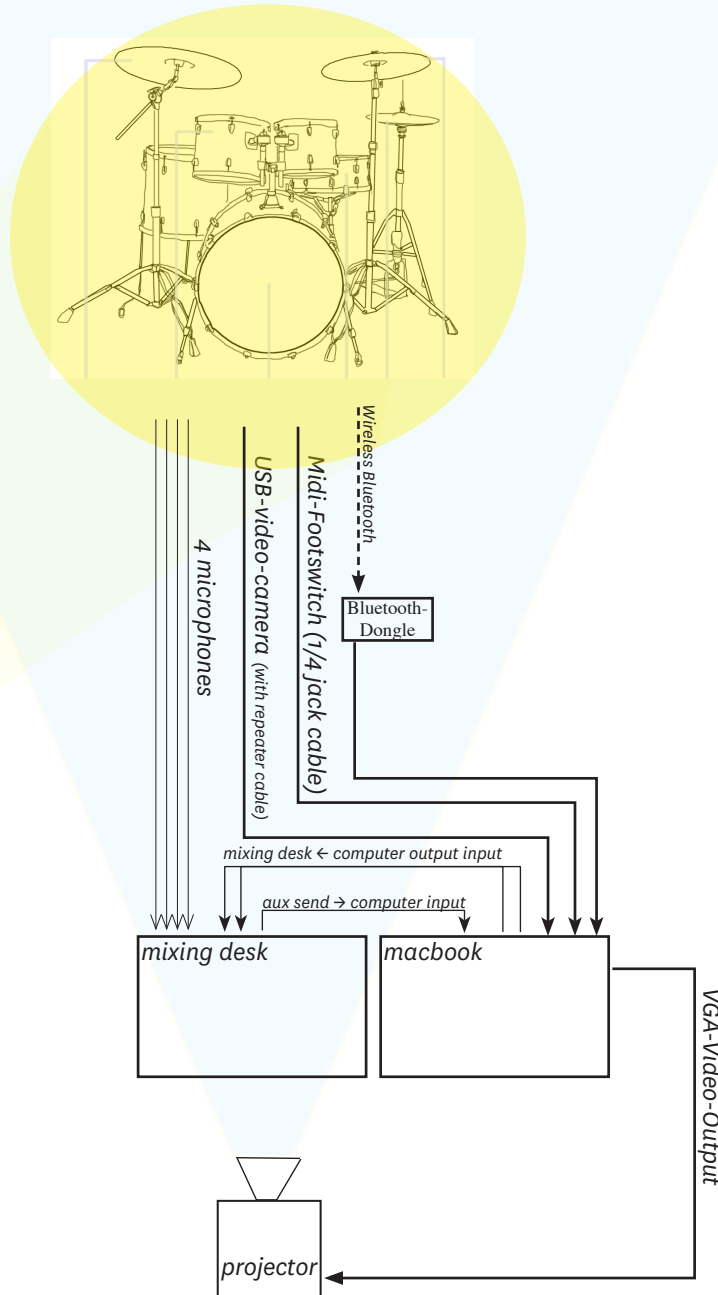 Wireless Bluetooth
Bluetooth-
Dongle
4 microphones
USB-video-camera (with repeater cable)
Midi-Footswitch (1/4 jack cable)
mixing desk ← computer output input
aux send → computer input
mixing desk
macbook
VGA-Video-Output
projector